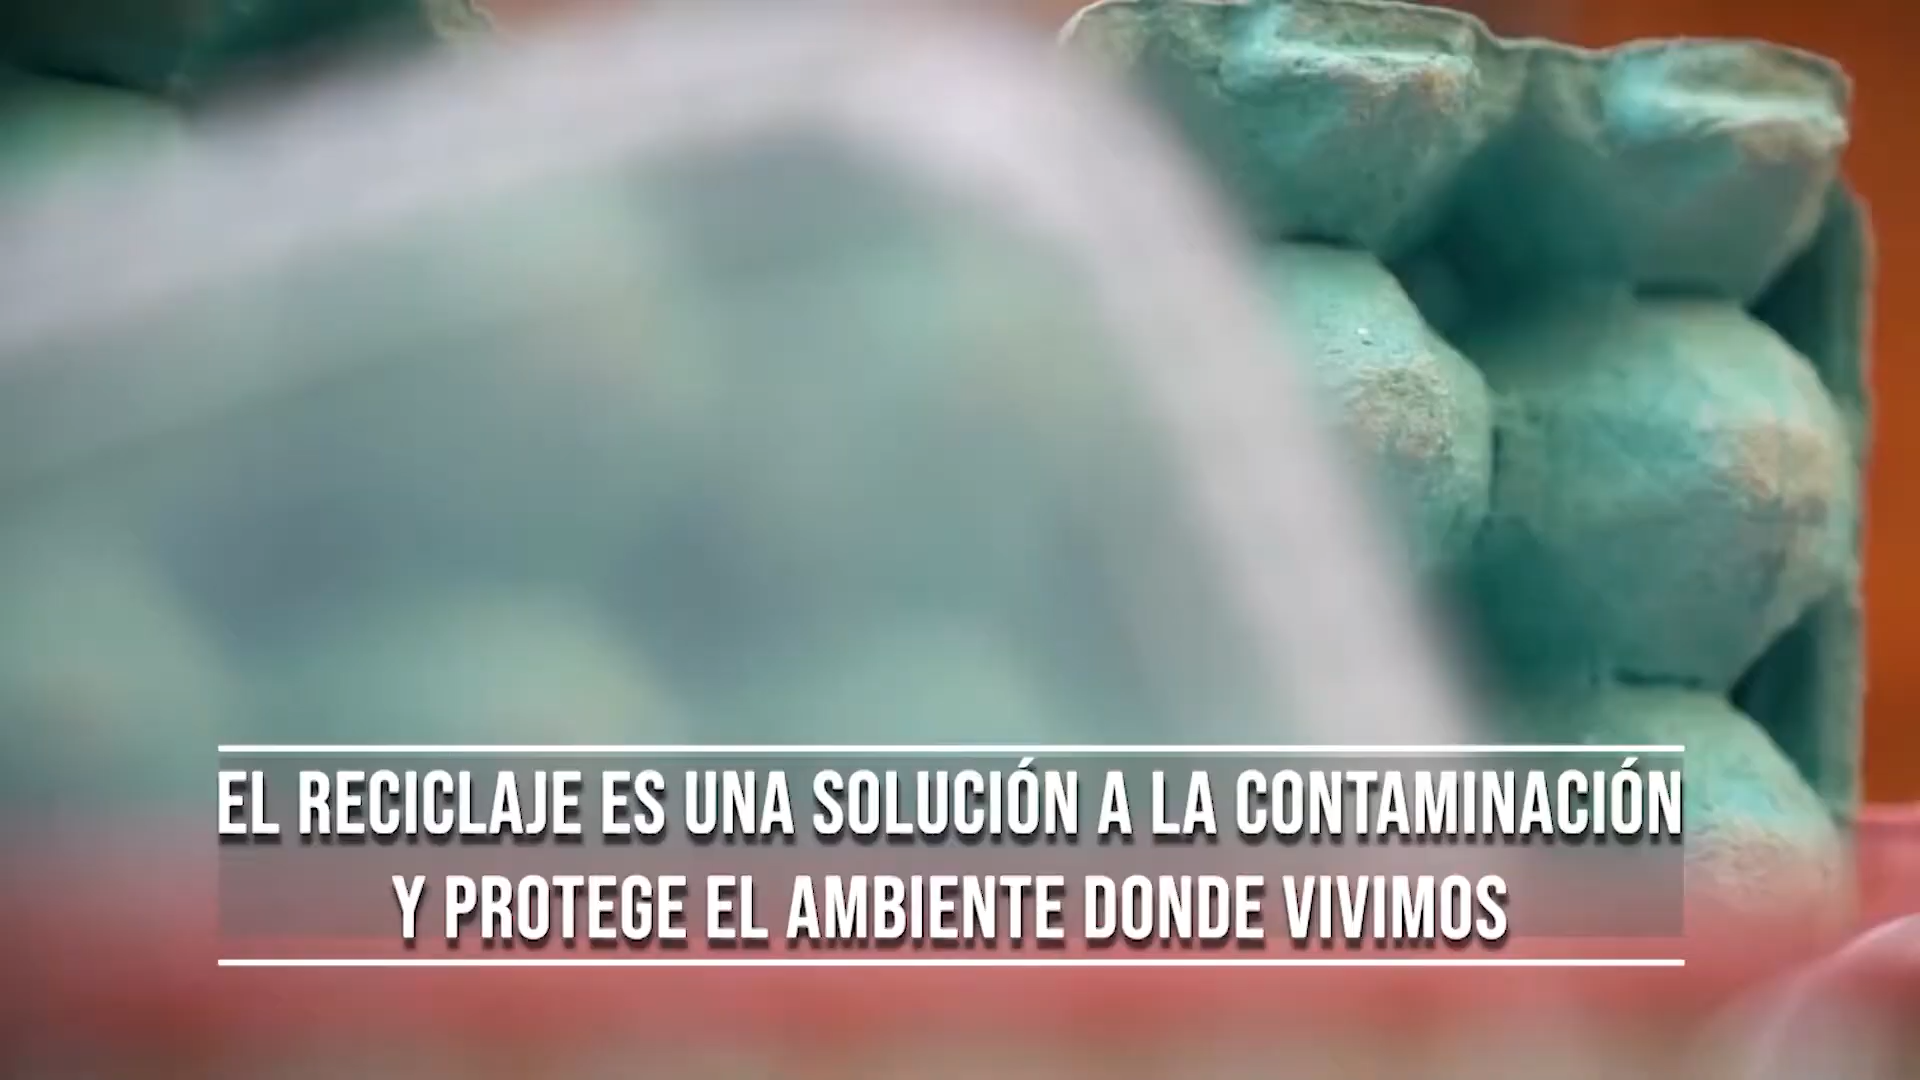 EL RECICLAJE ES UNA SOLUCIÓN A LA CONTAMINACIÓN
Y PROTEGE EL AMBIENTE DONDE VIVIMOS